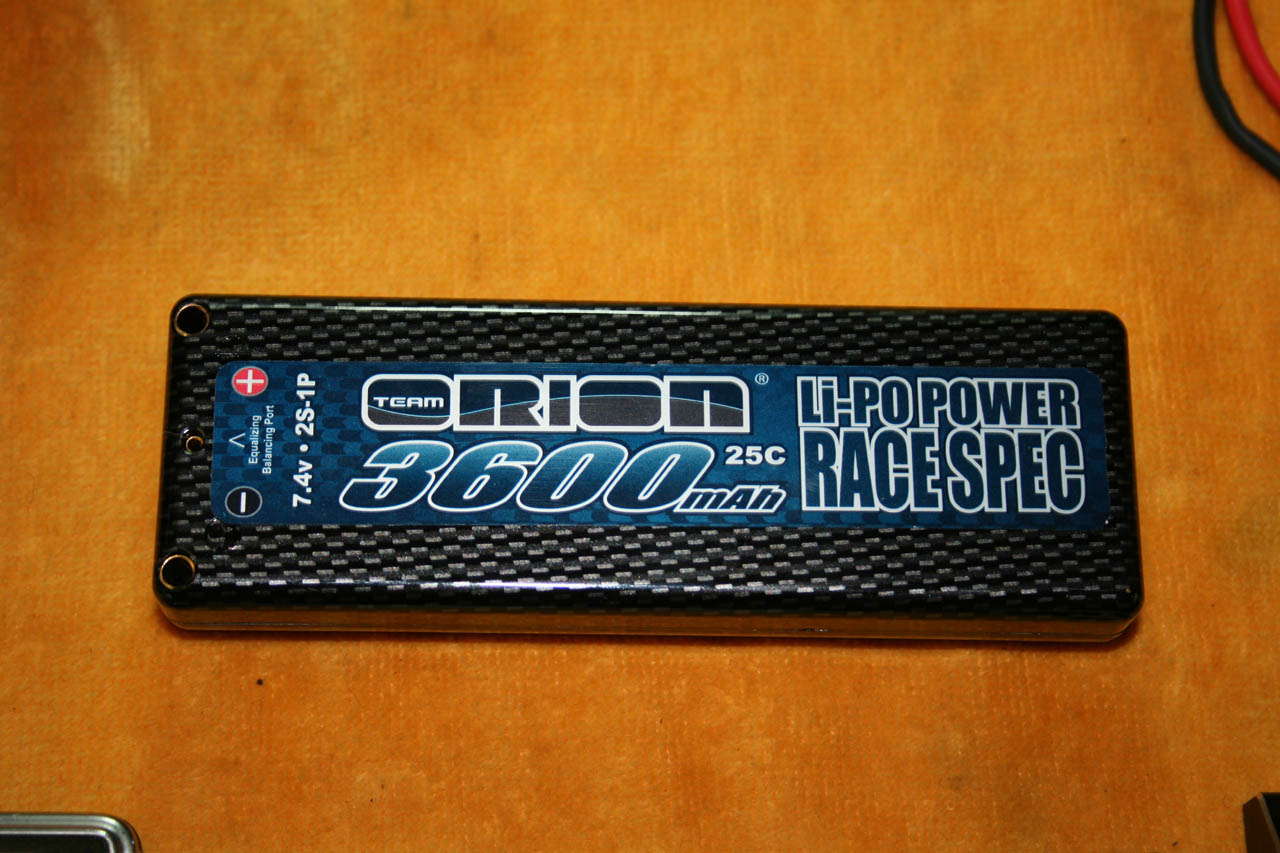 +
<
Equalizing
Balancing Port
−
7.4v • 2S-1P
TEAM ORION®
3600mAh 25C
Li-PO POWER
RACE SPEC